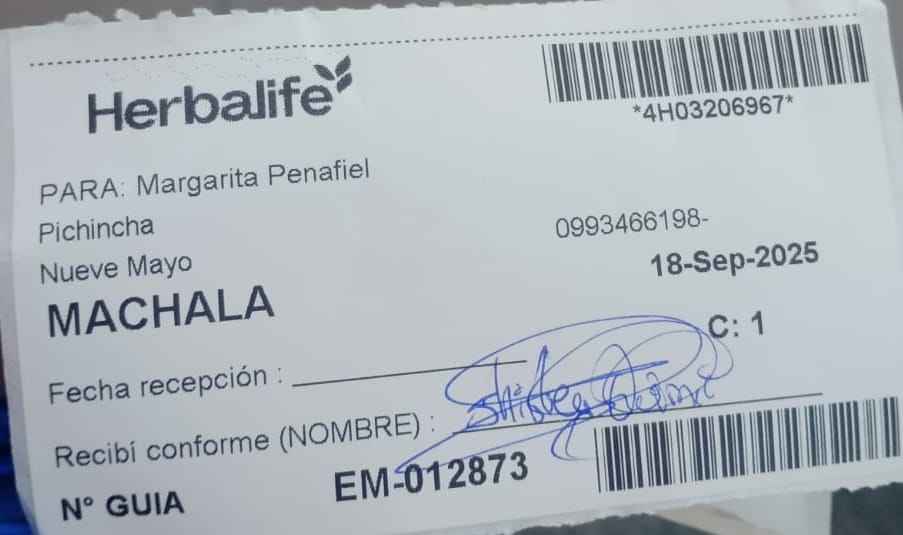 Herbalife
*4H03206967*
PARA: Margarita Penafiel
Pichincha
0993466198-
Nueve Mayo
18-Sep-2025
MACHALA
C: 1
Fecha recepción :
Recibí conforme (NOMBRE) :
Shirley
N° GUIA
EM-012873